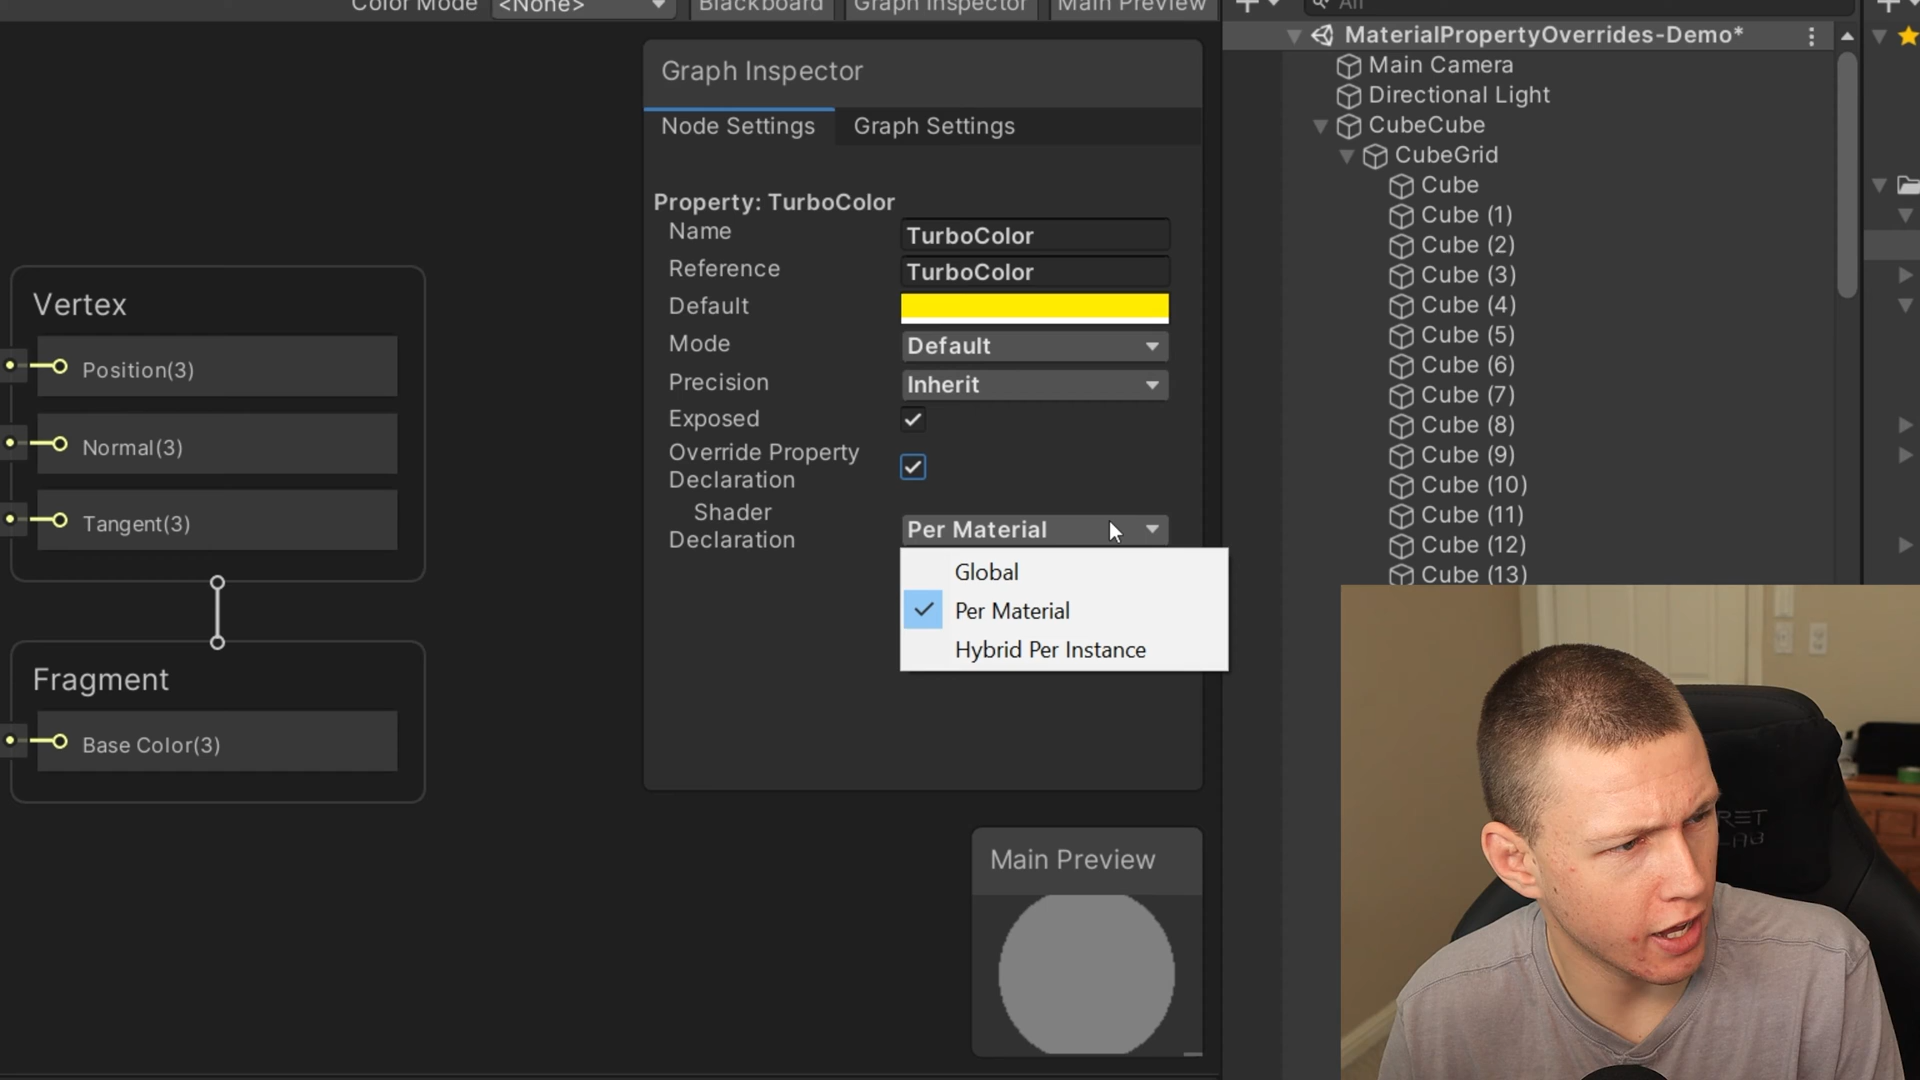 Color Mode <None> Blackboard Graph Inspector Main Preview
All
Graph Inspector
Node Settings Graph Settings
Property: TurboColor
Name TurboColor
Reference TurboColor
Default
Mode Default
Precision Inherit
Exposed
Override Property
Declaration
Shader
Declaration
Per Material
Global
Per Material
Hybrid Per Instance
Vertex
Position(3)
Normal(3)
Tangent(3)
Fragment
Base Color(3)
Main Preview
MaterialPropertyOverrides-Demo*
Main Camera
Directional Light
CubeCube
CubeGrid
Cube
Cube (1)
Cube (2)
Cube (3)
Cube (4)
Cube (5)
Cube (6)
Cube (7)
Cube (8)
Cube (9)
Cube (10)
Cube (11)
Cube (12)
Cube (13)